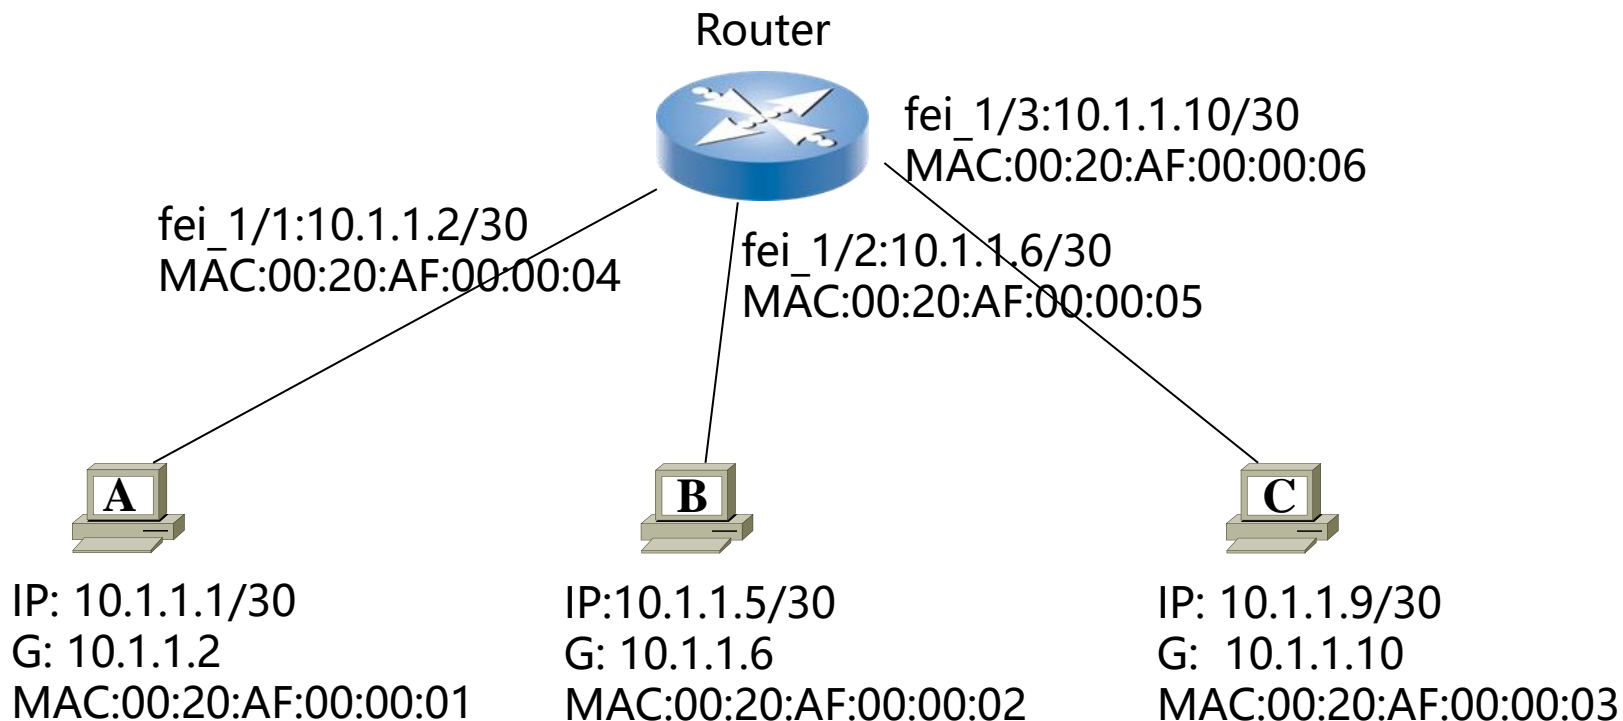 Router
fei_1/3:10.1.1.10/30
MAC:00:20:AF:00:00:06
fei_1/1:10.1.1.2/30
MAC:00:20:AF:00:00:04
fei_1/2:10.1.1.6/30
MAC:00:20:AF:00:00:05
A
B
C
IP: 10.1.1.1/30
G: 10.1.1.2
MAC:00:20:AF:00:00:01
IP:10.1.1.5/30
G: 10.1.1.6
MAC:00:20:AF:00:00:02
IP: 10.1.1.9/30
G:  10.1.1.10
MAC:00:20:AF:00:00:03